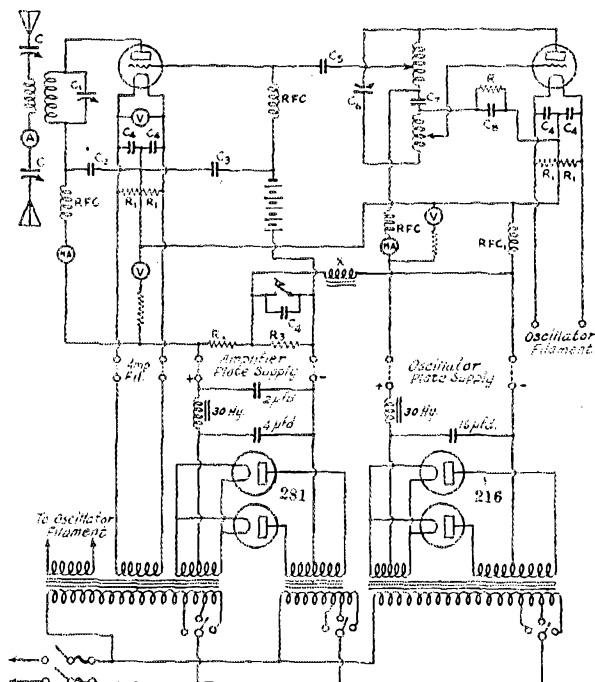 C
C₁
A
C
RFC
MA
C₂
V
C₄
C₄
R₁
R₁
V
C₃
RFC
C₅
C₆
C₇
R
C₈
C₄
C₄
R₁
R₁
RFC
MA
V
RFC₁
X
C₄
R₂
R₃
Amp
Fil.
Amplifier
Plate Supply
+
-
2 µfd
30 Hy.
4 µfd
281
Oscillator
Plate Supply
+
-
30 Hy.
16 µfd.
216
Oscillator
Filament
To Oscillator
Filament